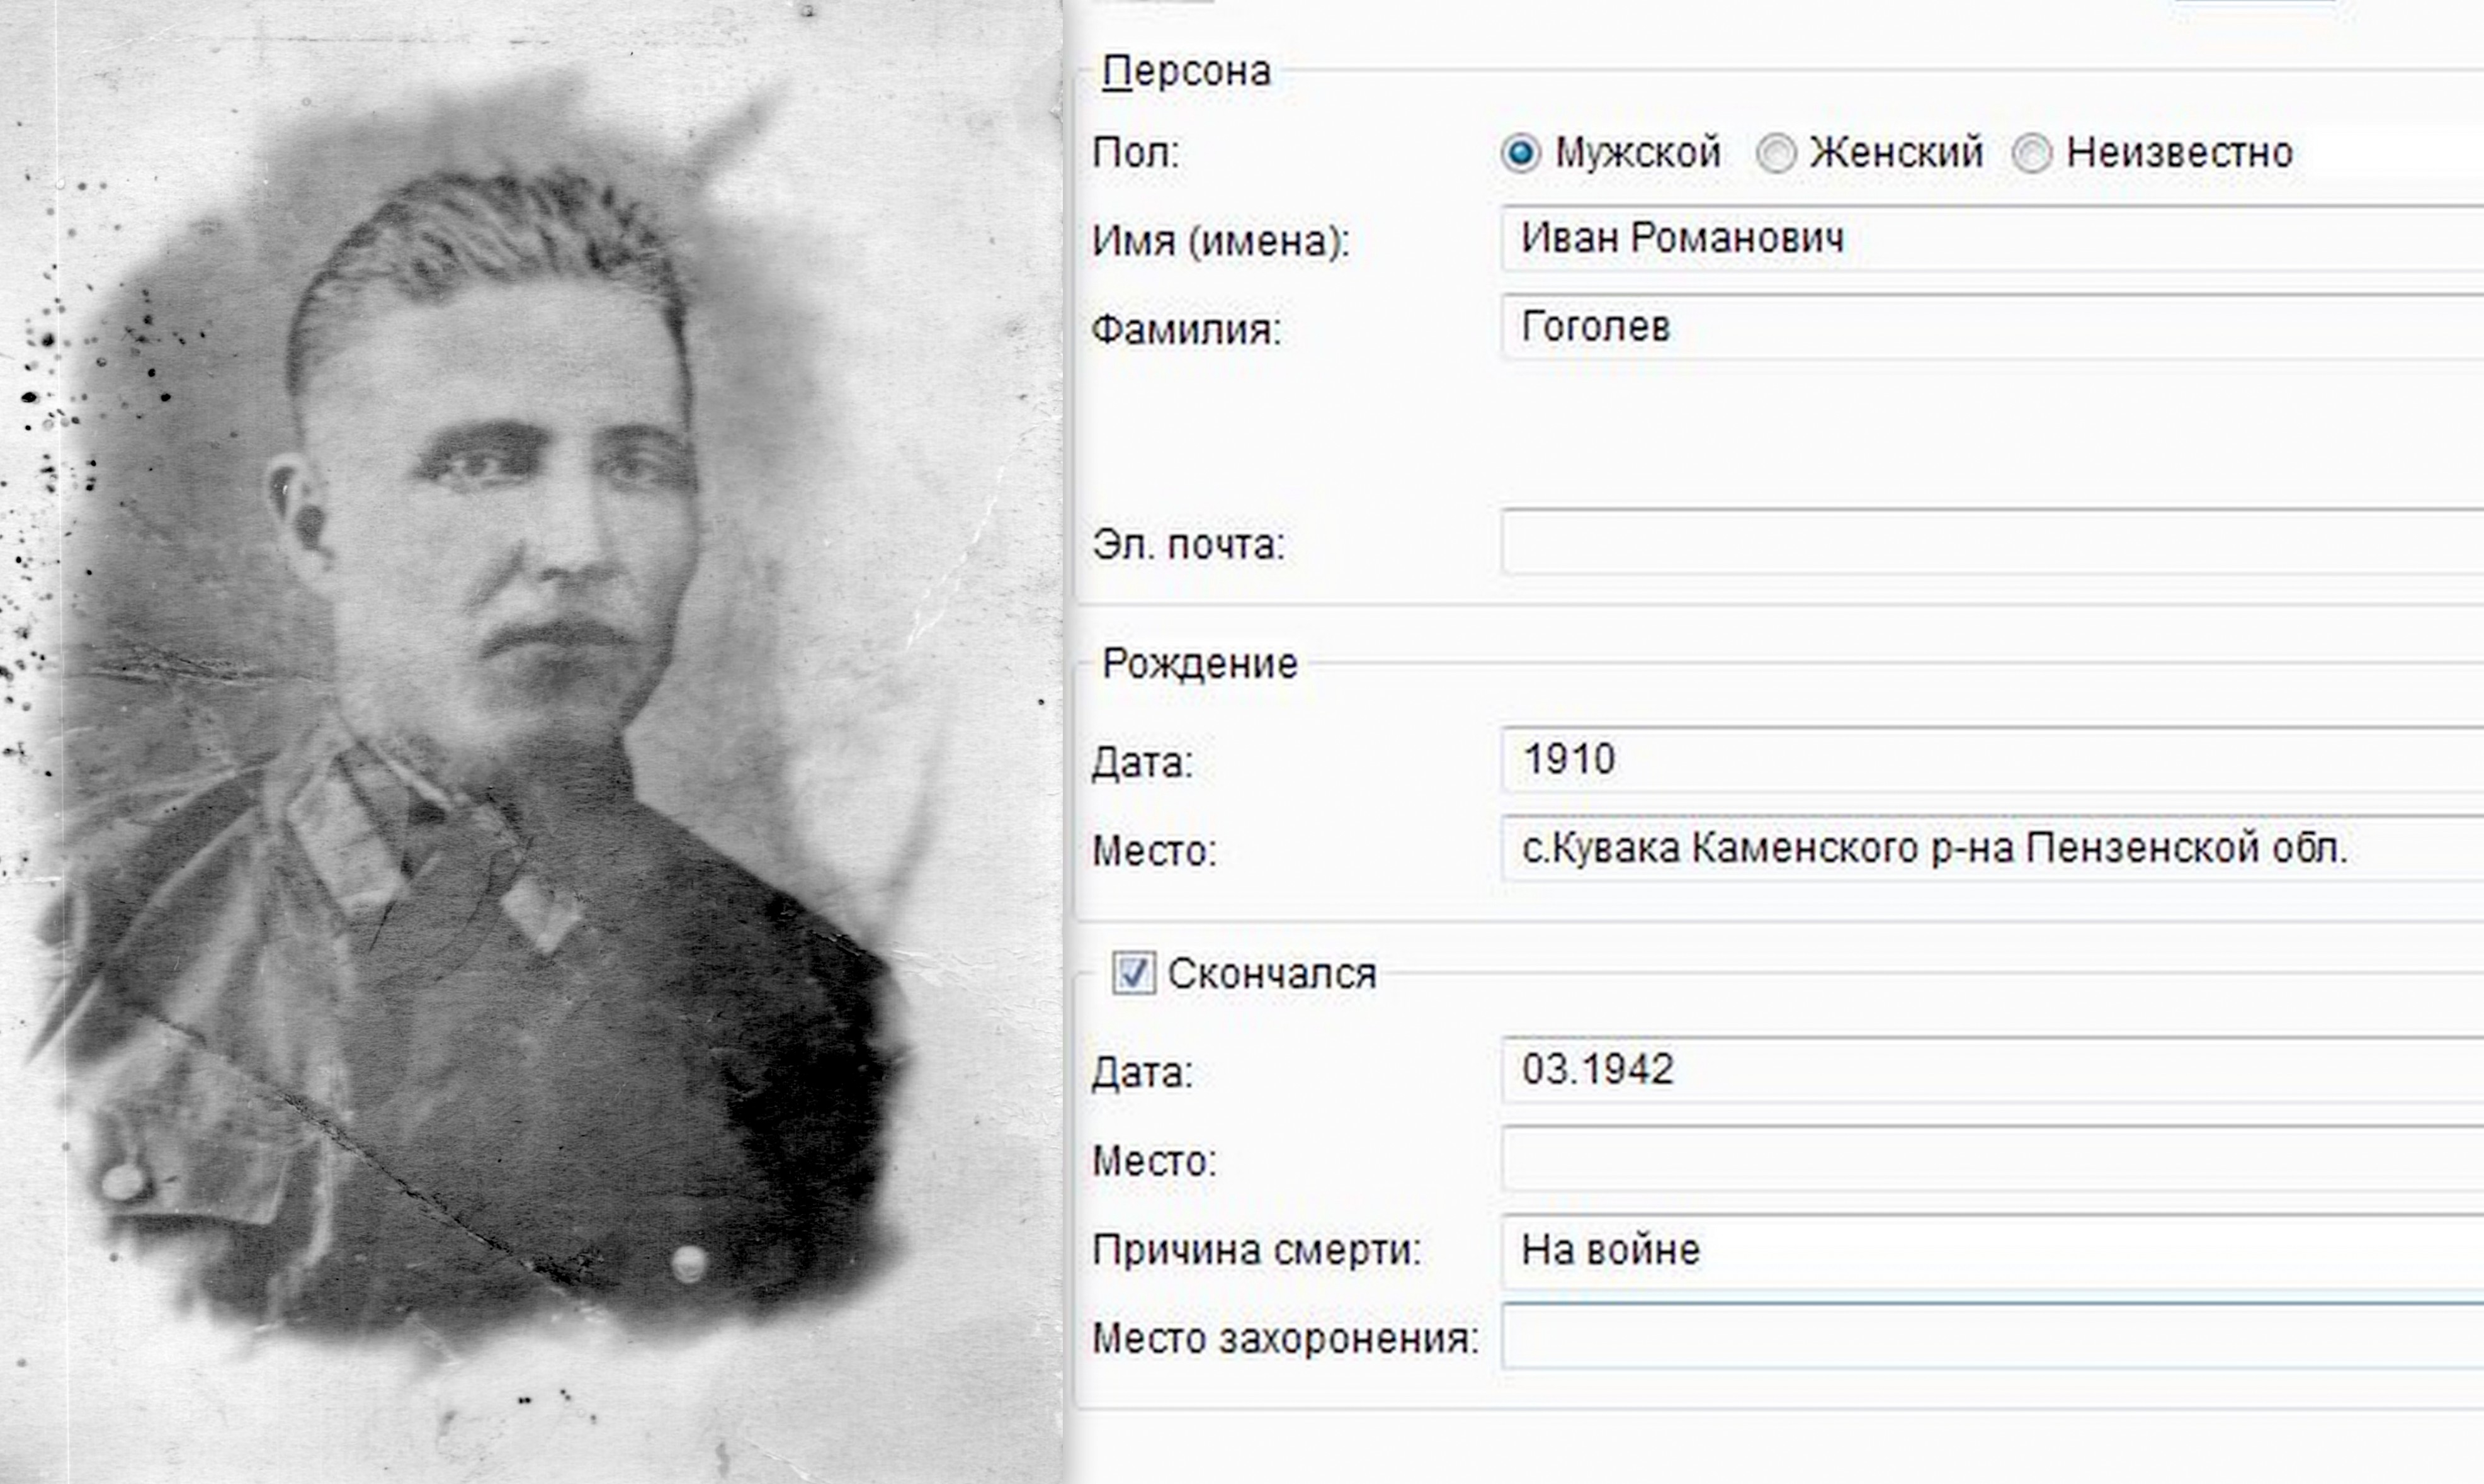 Персона
Пол: Мужской Женский Неизвестно
Имя (имена): Иван Романович
Фамилия: Гоголев
Эл. почта:
Рождение
Дата: 1910
Место: с.Кувака Каменского р-на Пензенской обл.
Скончался
Дата: 03.1942
Место:
Причина смерти: На войне
Место захоронения: